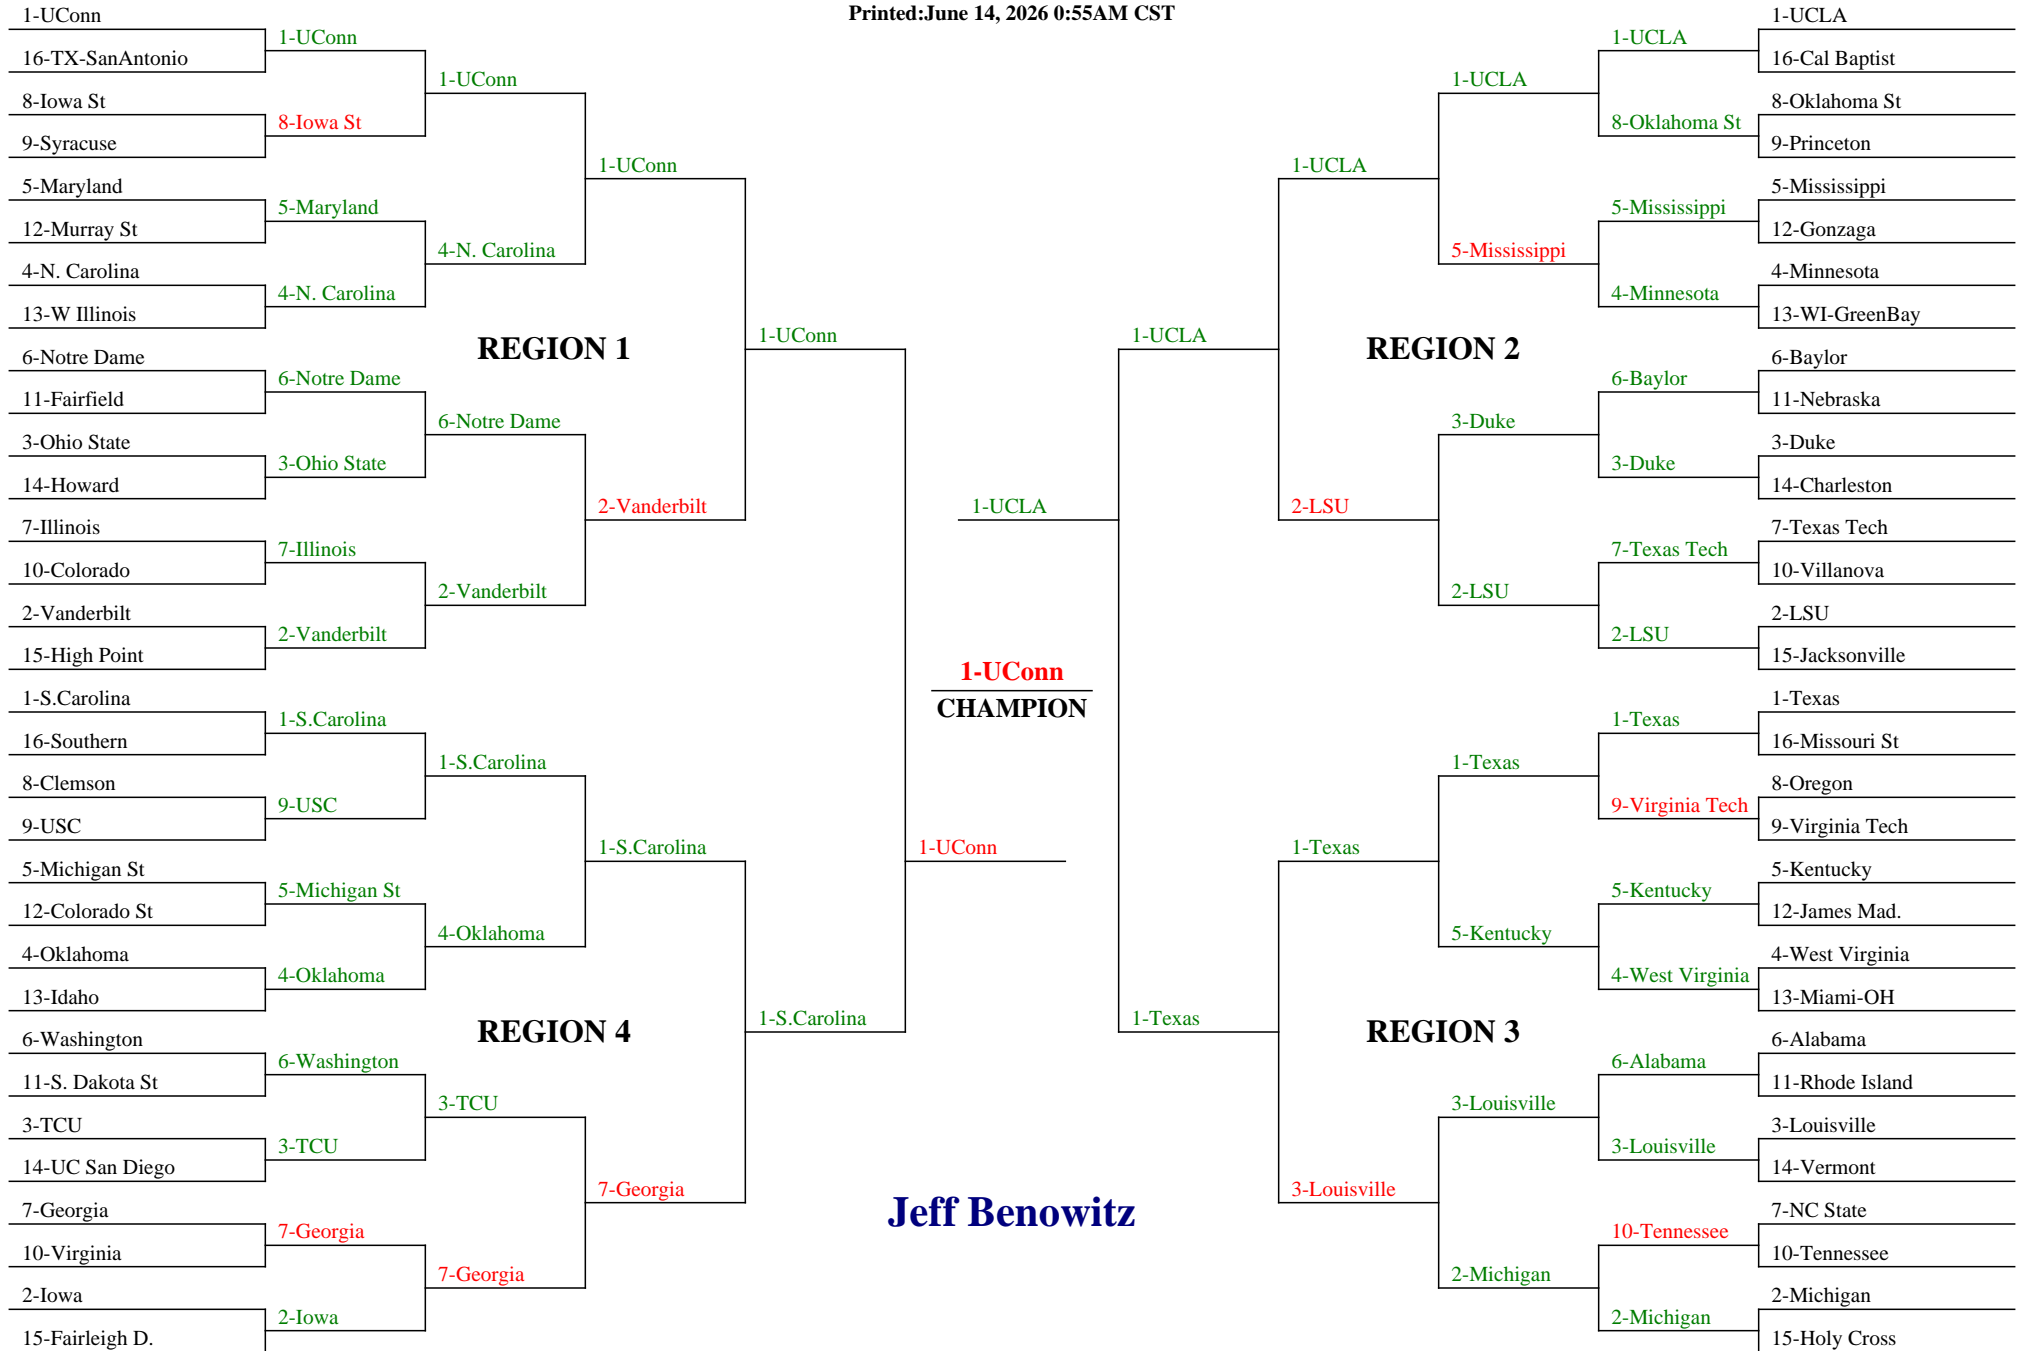 Printed:June 14, 2026 0:55AM CST
1-UConn
16-TX-SanAntonio
8-Iowa St
9-Syracuse
5-Maryland
12-Murray St
4-N. Carolina
13-W Illinois
6-Notre Dame
11-Fairfield
3-Ohio State
14-Howard
7-Illinois
10-Colorado
2-Vanderbilt
15-High Point
1-S.Carolina
16-Southern
8-Clemson
9-USC
5-Michigan St
12-Colorado St
4-Oklahoma
13-Idaho
6-Washington
11-S. Dakota St
3-TCU
14-UC San Diego
7-Georgia
10-Virginia
2-Iowa
15-Fairleigh D.
1-UConn
8-Iowa St
5-Maryland
4-N. Carolina
6-Notre Dame
3-Ohio State
7-Illinois
2-Vanderbilt
1-S.Carolina
9-USC
5-Michigan St
4-Oklahoma
6-Washington
3-TCU
7-Georgia
2-Iowa
1-UConn
4-N. Carolina
6-Notre Dame
2-Vanderbilt
1-S.Carolina
4-Oklahoma
3-TCU
7-Georgia
REGION 1
REGION 4
1-UConn
2-Vanderbilt
1-S.Carolina
7-Georgia
1-UConn
1-S.Carolina
1-UCLA
1-UConn
CHAMPION
1-UConn
Jeff Benowitz
1-UCLA
1-Texas
1-UCLA
2-LSU
1-Texas
3-Louisville
REGION 2
REGION 3
1-UCLA
5-Mississippi
3-Duke
2-LSU
1-Texas
5-Kentucky
3-Louisville
2-Michigan
1-UCLA
8-Oklahoma St
5-Mississippi
4-Minnesota
6-Baylor
3-Duke
7-Texas Tech
2-LSU
1-Texas
9-Virginia Tech
5-Kentucky
4-West Virginia
6-Alabama
3-Louisville
10-Tennessee
2-Michigan
1-UCLA
16-Cal Baptist
8-Oklahoma St
9-Princeton
5-Mississippi
12-Gonzaga
4-Minnesota
13-WI-GreenBay
6-Baylor
11-Nebraska
3-Duke
14-Charleston
7-Texas Tech
10-Villanova
2-LSU
15-Jacksonville
1-Texas
16-Missouri St
8-Oregon
9-Virginia Tech
5-Kentucky
12-James Mad.
4-West Virginia
13-Miami-OH
6-Alabama
11-Rhode Island
3-Louisville
14-Vermont
7-NC State
10-Tennessee
2-Michigan
15-Holy Cross